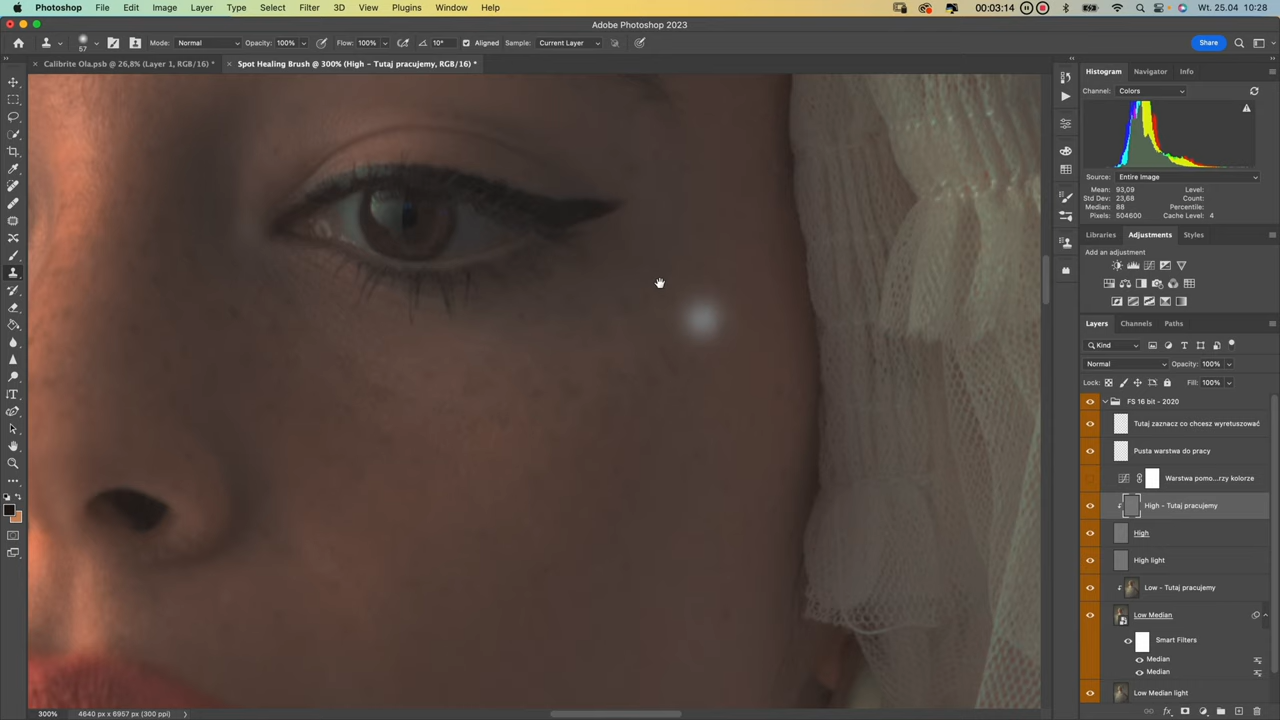 Photoshop File Edit Image Layer Type Select Filter 3D View Plugins Window Help 00:03:14 Wt. 25.04 10:28
Adobe Photoshop 2023
57 Mode: Normal Opacity: 100% Flow: 100% 10° Aligned Sample: Current Layer Share
Calibrite Ola.psb @ 26,8% (Layer 1, RGB/16) * Spot Healing Brush @ 300% (High - Tutaj pracujemy, RGB/16) *
Histogram Navigator Info
Channel: Colors
Source: Entire Image
Mean: 93,09 Level:
Std Dev: 23,68 Count:
Median: 88 Percentile:
Pixels: 504600 Cache Level: 4
Libraries Adjustments Styles
Add an adjustment
Layers Channels Paths
Kind
Normal Opacity: 100%
Lock: Fill: 100%
FS 16 bit - 2020
Tutaj zaznacz co chcesz wyretuszować
Pusta warstwa do pracy
Warstwa pomo...rzy kolorze
High - Tutaj pracujemy
High
High light
Low - Tutaj pracujemy
Low Median
Smart Filters
Median
Median
Low Median light
300% 4640 px x 6957 px (300 ppi)